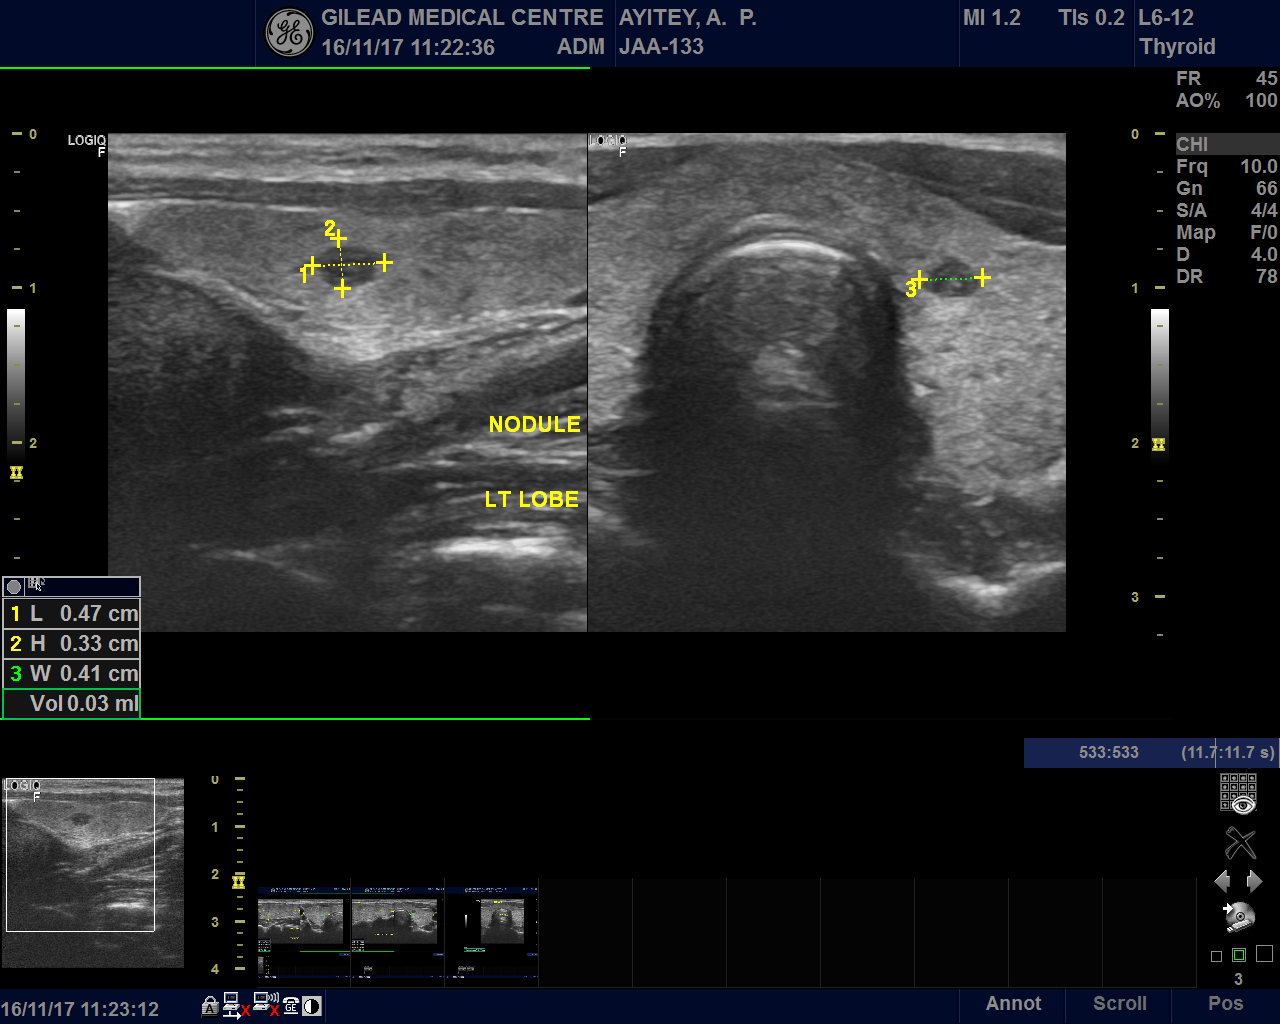 GILEAD MEDICAL CENTRE
16/11/17 11:22:36 ADM
AYITEY, A. P.
JAA-133
MI 1.2 TIs 0.2
L6-12
Thyroid
FR 45
AO% 100
CHI
Frq 10.0
Gn 66
S/A 4/4
Map F/0
D 4.0
DR 78
0
1
2
LOGIQ
F
2
1
NODULE
LT LOBE
LOGIQ
F
3
0
1
2
3
1 L 0.47 cm
2 H 0.33 cm
3 W 0.41 cm
Vol 0.03 ml
533:533 (11.7:11.7 s)
LOGIQ
F
0
1
2
3
4
3
16/11/17 11:23:12
A
GE
Annot
Scroll
Pos